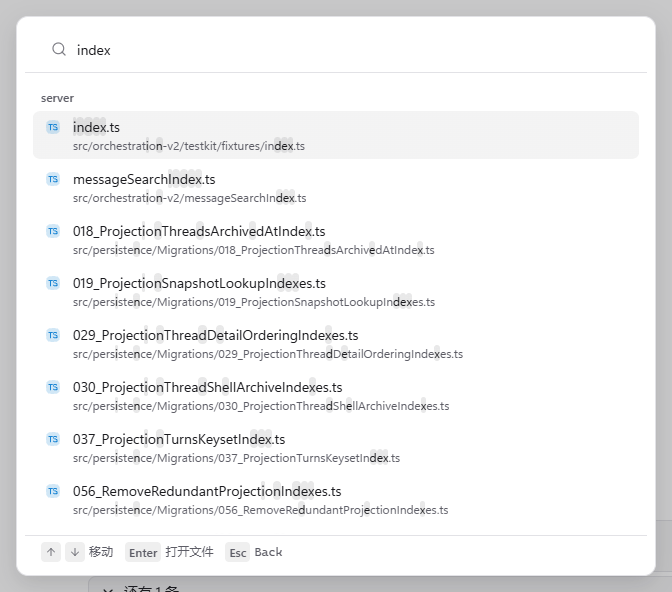 index
server
TS index.ts
src/orchestration-v2/testkit/fixtures/index.ts
TS messageSearchIndex.ts
src/orchestration-v2/messageSearchIndex.ts
TS 018_ProjectionThreadsArchivedAtIndex.ts
src/persistence/Migrations/018_ProjectionThreadsArchivedAtIndex.ts
TS 019_ProjectionSnapshotLookupIndexes.ts
src/persistence/Migrations/019_ProjectionSnapshotLookupIndexes.ts
TS 029_ProjectionThreadDetailOrderingIndexes.ts
src/persistence/Migrations/029_ProjectionThreadDetailOrderingIndexes.ts
TS 030_ProjectionThreadShellArchiveIndexes.ts
src/persistence/Migrations/030_ProjectionThreadShellArchiveIndexes.ts
TS 037_ProjectionTurnsKeysetIndex.ts
src/persistence/Migrations/037_ProjectionTurnsKeysetIndex.ts
TS 056_RemoveRedundantProjectionIndexes.ts
src/persistence/Migrations/056_RemoveRedundantProjectionIndexes.ts
↑ ↓ 移动 Enter 打开文件 Esc Back
还有 1 条